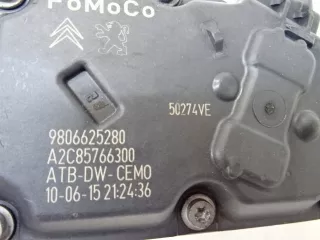 FoMoCo
50274VE
9806625280
A2C85766300
ATB-DW-CEMO
10-06-15 21:24:36